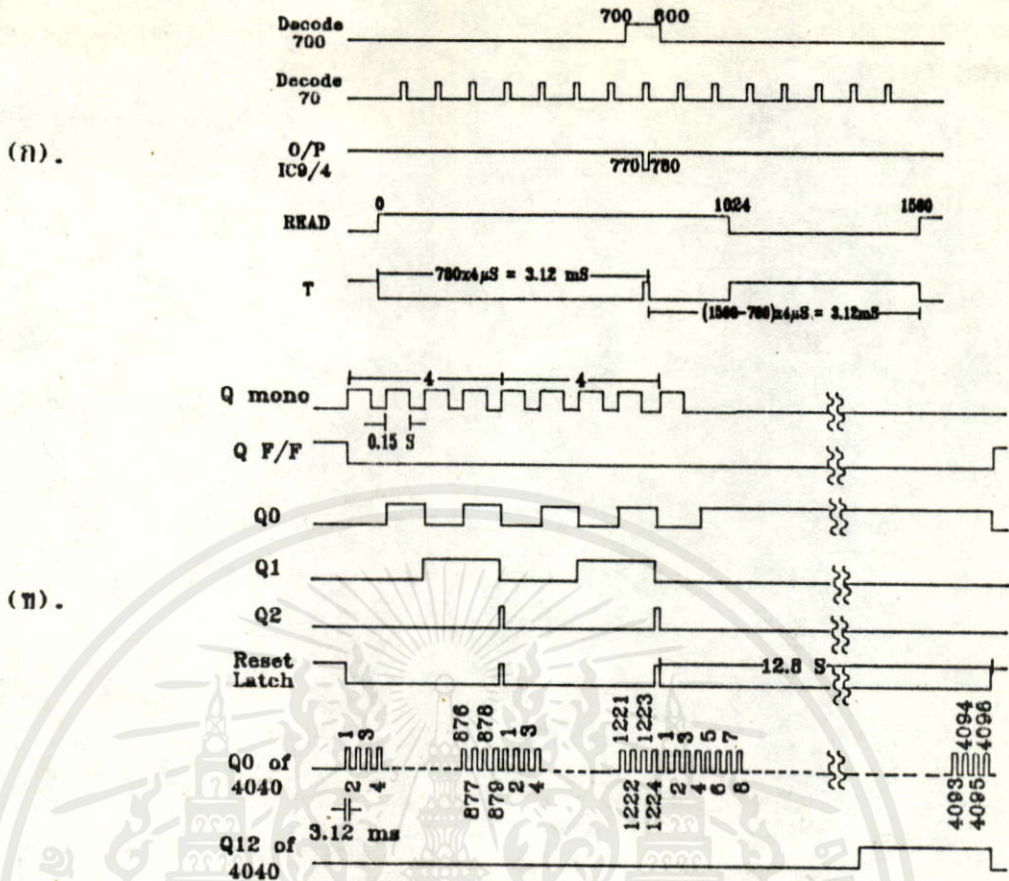 Decode 700 800
700
Decode
70
(ก).
O/P
IC9/4 770 780
READ 0 1024 1560
T 780x4µS = 3.12 mS
(1560-780)x4µS = 3.12mS
Q mono 4 4
0.15 S
Q F/F
Q0
Q1
(ข).
Q2
Reset
Latch 12.8 S
Q0 of
4040
1 3 876 878 1 3 1221 1223 1 3 5 7 4094 4096
2 4 877 879 2 4 1222 1224 2 4 6 8 4093 4095
3.12 ms
Q12 of
4040